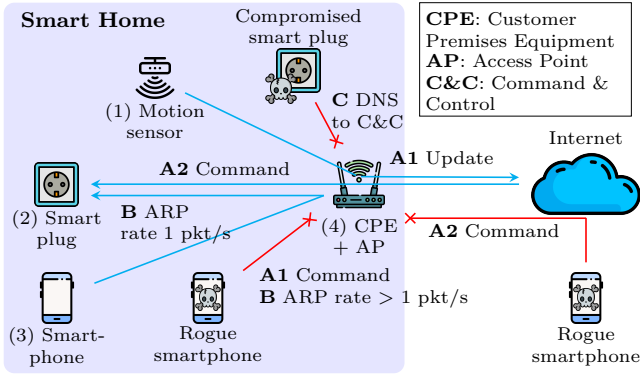 Smart Home
Compromised
smart plug
CPE: Customer
Premises Equipment
AP: Access Point
C&C: Command &
Control
(1) Motion
sensor
C DNS
to C&C
Internet
A1 Update
A2 Command
(2) Smart
plug
B ARP
rate 1 pkt/s
(4) CPE
+ AP
A2 Command
(3) Smart-
phone
Rogue
smartphone
A1 Command
B ARP rate > 1 pkt/s
Rogue
smartphone